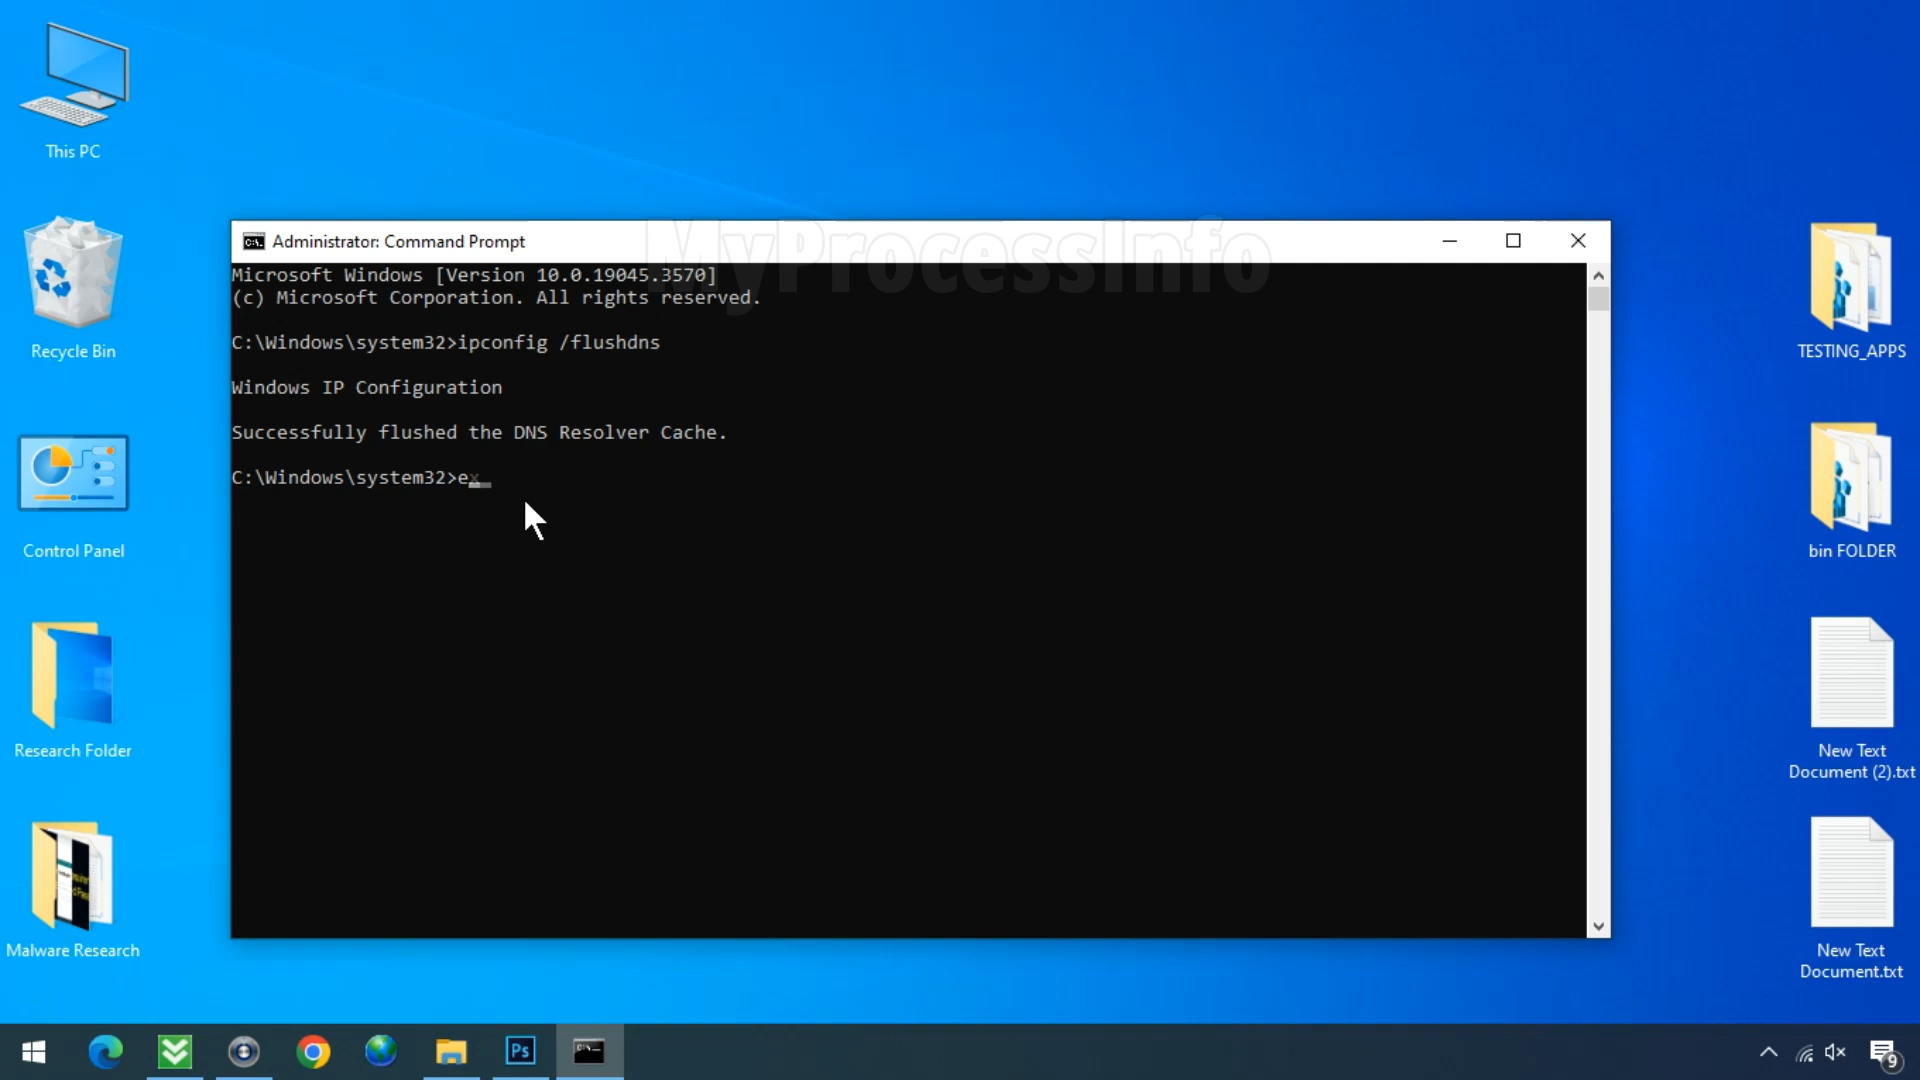 This PC
Recycle Bin
Control Panel
Research Folder
Malware Research
MyProcessInfo
Administrator: Command Prompt
Microsoft Windows [Version 10.0.19045.3570]
(c) Microsoft Corporation. All rights reserved.
C:\Windows\system32>ipconfig /flushdns
Windows IP Configuration
Successfully flushed the DNS Resolver Cache.
C:\Windows\system32>ex
TESTING_APPS
bin FOLDER
New Text
Document (2).txt
New Text
Document.txt
Ps
9